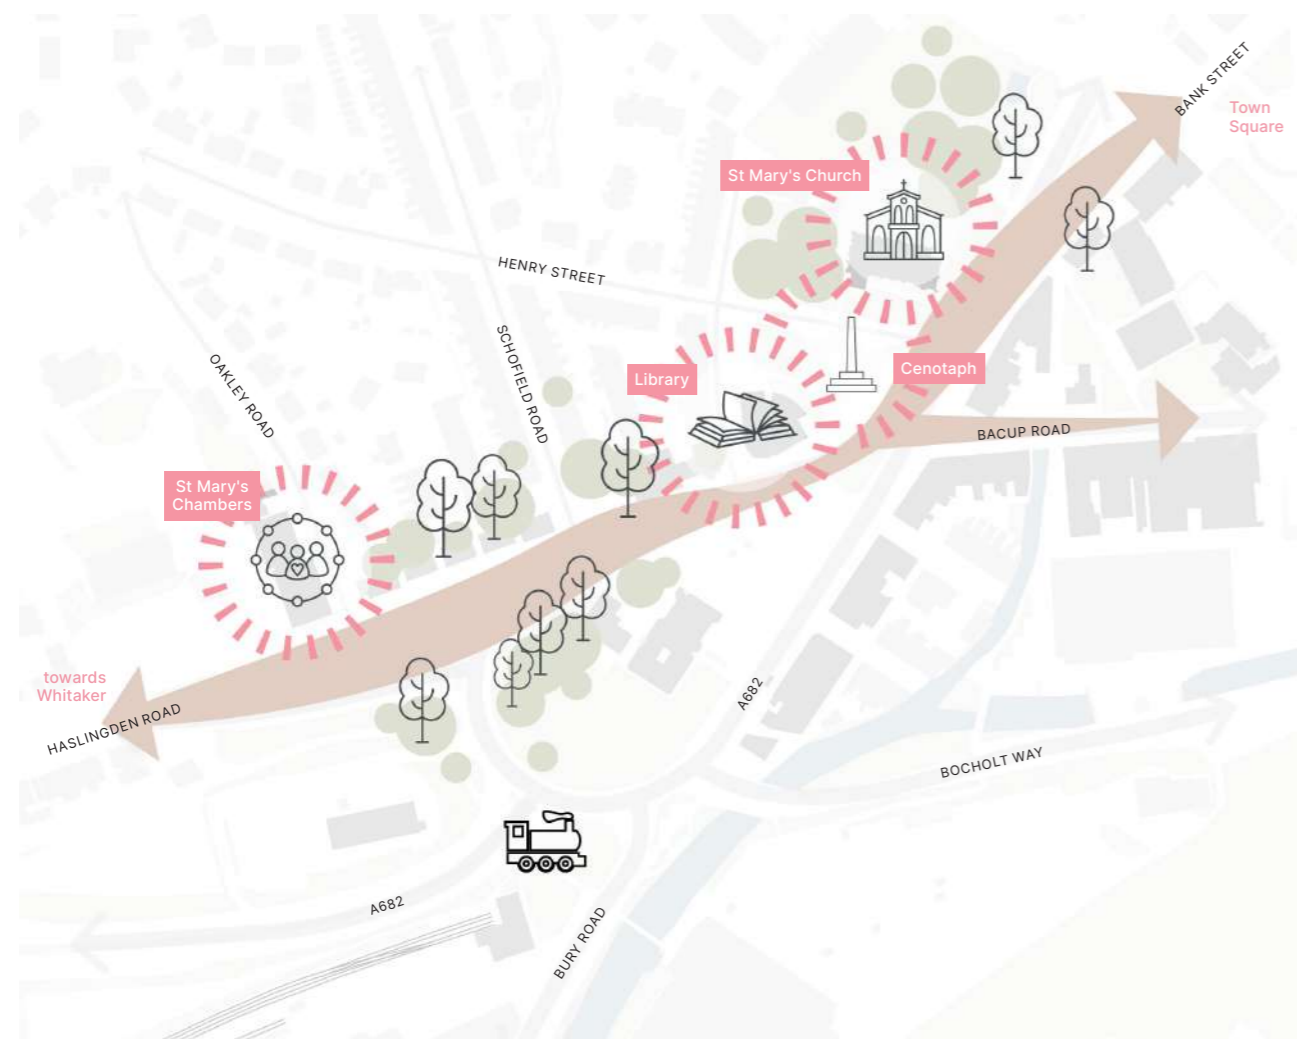 BANK STREET
Town
Square
St Mary's Church
HENRY STREET
SCHOFIELD ROAD
OAKLEY ROAD
Library
Cenotaph
BACUP ROAD
St Mary's
Chambers
towards
Whitaker
HASLINGDEN ROAD
A682
BOCHOLT WAY
A682
BURY ROAD